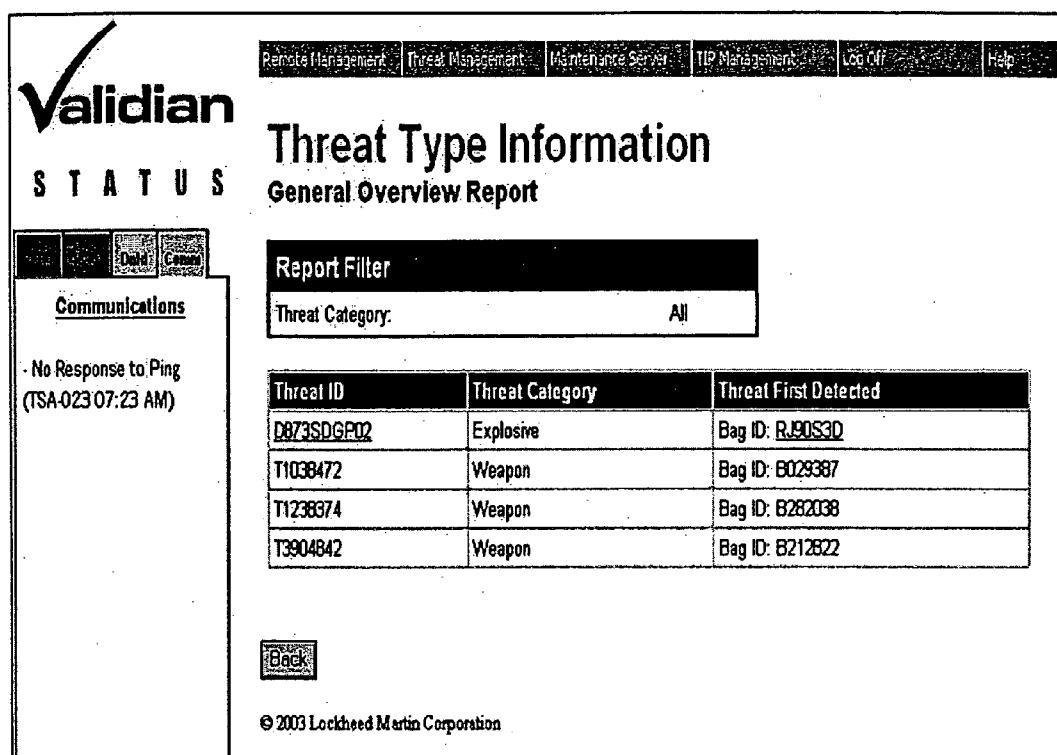 Validian
STATUS
Remote Management Threat Management Maintenance Server TIP Management Log Off Help
Threat Type Information
General Overview Report
Comm
Communications
- No Response to Ping
(TSA-023 07:23 AM)
Report Filter
Threat Category: All
Threat ID Threat Category Threat First Detected
D873SDGP02 Explosive Bag ID: RJ90S3D
T1038472 Weapon Bag ID: B029387
T1238374 Weapon Bag ID: B282038
T3904842 Weapon Bag ID: B212822
Back
© 2003 Lockheed Martin Corporation